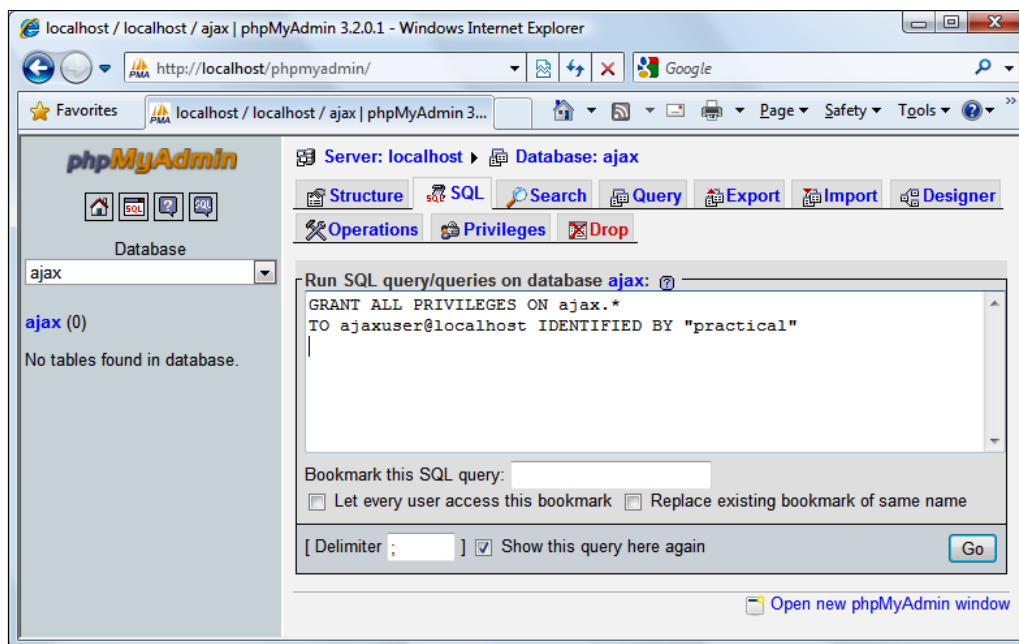 localhost / localhost / ajax | phpMyAdmin 3.2.0.1 - Windows Internet Explorer
PMA http://localhost/phpmyadmin/ Google
Favorites PMA localhost / localhost / ajax | phpMyAdmin 3... Page Safety Tools
phpMyAdmin
SQL SQL
Database
ajax
ajax (0)
No tables found in database.
Server: localhost Database: ajax
Structure SQL Search Query Export Import Designer
Operations Privileges Drop
Run SQL query/queries on database ajax:
GRANT ALL PRIVILEGES ON ajax.*
TO ajaxuser@localhost IDENTIFIED BY "practical"
Bookmark this SQL query:
Let every user access this bookmark Replace existing bookmark of same name
[ Delimiter ; ] Show this query here again Go
Open new phpMyAdmin window